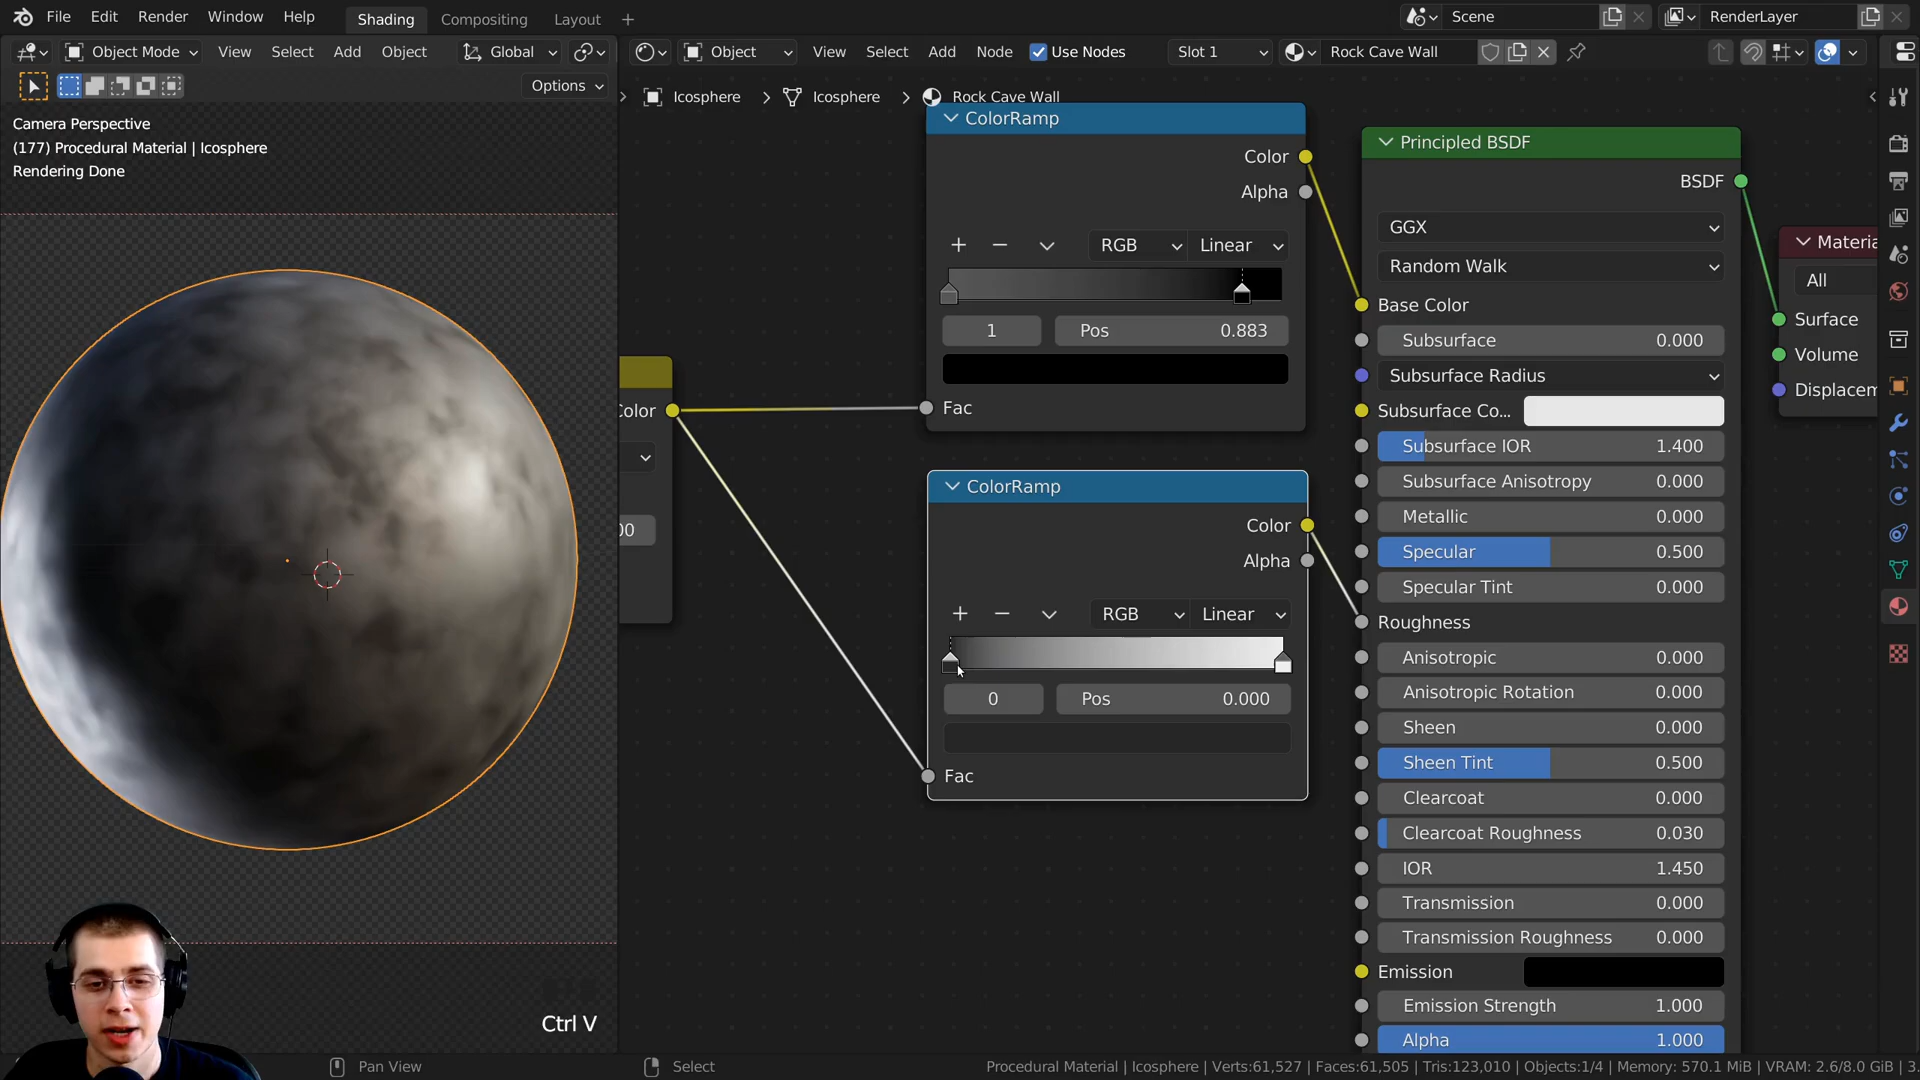 File Edit Render Window Help Shading Compositing Layout + Scene RenderLayer
Object Mode View Select Add Object Global Object View Select Add Node Use Nodes Slot 1 Rock Cave Wall
Options
Icosphere > Icosphere > Rock Cave Wall
Camera Perspective
(177) Procedural Material | Icosphere
Rendering Done
ColorRamp
Color
Alpha
RGB Linear
1 Pos 0.883
Fac
Color
00
ColorRamp
Color
Alpha
RGB Linear
0 Pos 0.000
Fac
Principled BSDF
BSDF
GGX
Random Walk
Base Color
Subsurface 0.000
Subsurface Radius
Subsurface Co...
Subsurface IOR 1.400
Subsurface Anisotropy 0.000
Metallic 0.000
Specular 0.500
Specular Tint 0.000
Roughness
Anisotropic 0.000
Anisotropic Rotation 0.000
Sheen 0.000
Sheen Tint 0.500
Clearcoat 0.000
Clearcoat Roughness 0.030
IOR 1.450
Transmission 0.000
Transmission Roughness 0.000
Emission
Emission Strength 1.000
Alpha 1.000
Materia
All
Surface
Volume
Displacem
Ctrl V
Pan View Select Procedural Material | Icosphere | Verts:61,527 | Faces:61,505 | Tris:123,010 | Objects:1/4 | Memory: 570.1 MiB | VRAM: 2.6/8.0 GiB | 3.